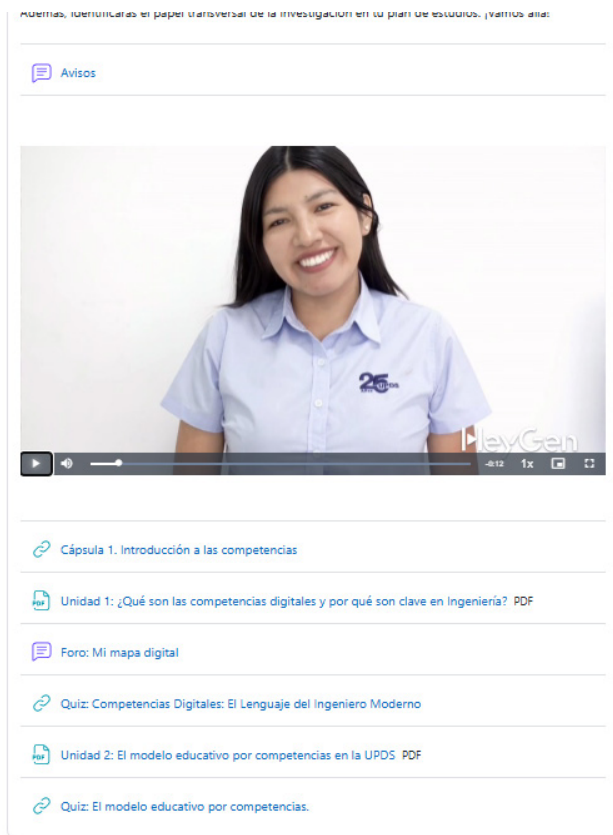 Además, identificarás el papel transversal de la investigación en tu plan de estudios. ¡Vamos allá!
Avisos
25
HeyGen
-0:12 1x
Cápsula 1. Introducción a las competencias
Unidad 1: ¿Qué son las competencias digitales y por qué son clave en Ingeniería? PDF
Foro: Mi mapa digital
Quiz: Competencias Digitales: El Lenguaje del Ingeniero Moderno
Unidad 2: El modelo educativo por competencias en la UPDS PDF
Quiz: El modelo educativo por competencias.